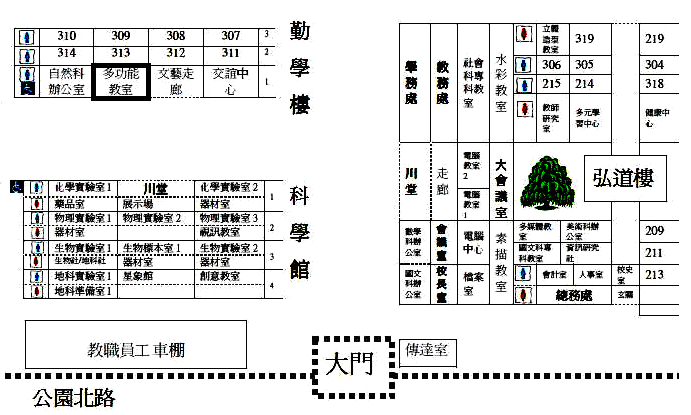 310 309 308 307 3
314 313 312 311 2
自然科辦公室 多功能教室 文藝走廊 交誼中心 1
勤學樓
化學實驗室1 川堂 化學實驗室2 1
藥品室 展示場 器材室
物理實驗室1 物理實驗室2 物理實驗室3 2
器材室 視訊教室
生物實驗室1 生物標本室1 生物實驗室2 3
生物社/地科社 器材室 器材室
地科實驗室1 星象館 創意教室 4
地科準備室1
科學館
學務處 教務處 社會科專科教室 水彩教室
立體造型教室 319 219
306 305 304
215 214 318
教師研究室 多元學習中心 健康中心
川堂 走廊 電腦2 電腦教室1 大會議室
弘道樓
數學科辦公室 會議室 電腦中心 素描教室
多媒體教室 美術科辦公室 209
國文科專科教室 資訊研究社 211
國文科辦公室 校長室 檔案室
會計室 人事室 校史室 213
總務處 玄關
教職員工車棚
大門
傳達室
公園北路